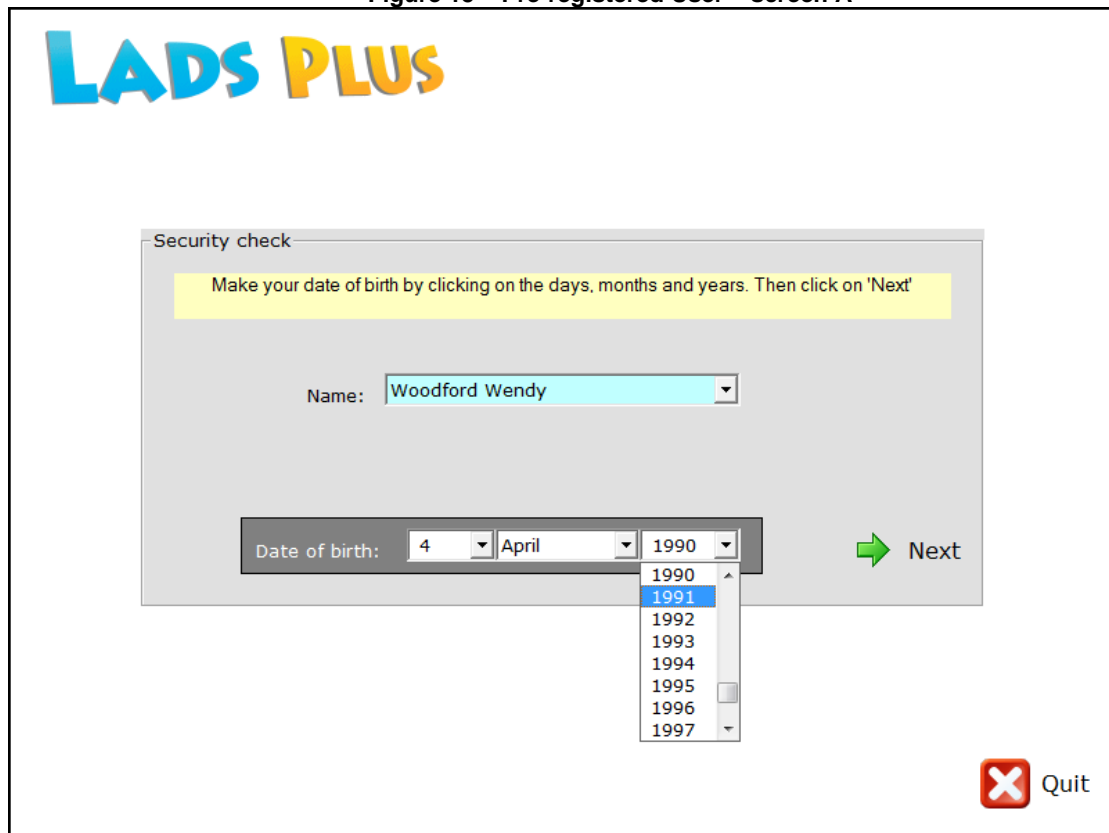 LADS PLUS
Security check
Make your date of birth by clicking on the days, months and years. Then click on 'Next'
Name: Woodford Wendy
Date of birth: 4 April 1990
Next
1990
1991
1992
1993
1994
1995
1996
1997
Quit